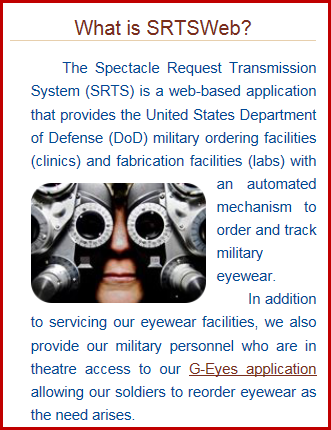 What is SRTSWeb?
The Spectacle Request Transmission
System (SRTS) is a web-based application
that provides the United States Department
of Defense (DoD) military ordering facilities
(clinics) and fabrication facilities (labs) with
an automated
mechanism to
order and track
military
eyewear.
In addition
to servicing our eyewear facilities, we also
provide our military personnel who are in
theatre access to our G-Eyes application
allowing our soldiers to reorder eyewear as
the need arises.